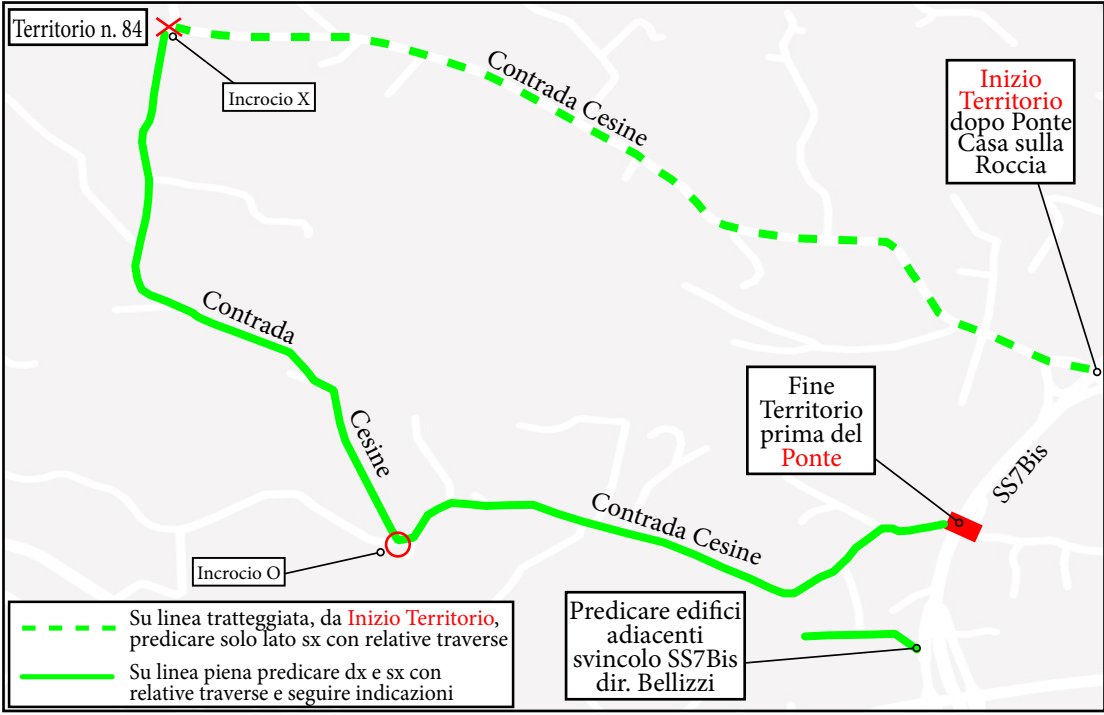 Territorio n. 84
Incrocio X
Contrada Cesine
Inizio
Territorio
dopo Ponte
Casa sulla
Roccia
Contrada
Cesine
Fine
Territorio
prima del
Ponte
SS7Bis
Contrada Cesine
Incrocio O
Predicare edifici
adiacenti
svincolo SS7Bis
dir. Bellizzi
Su linea tratteggiata, da Inizio Territorio,
predicare solo lato sx con relative traverse
Su linea piena predicare dx e sx con
relative traverse e seguire indicazioni